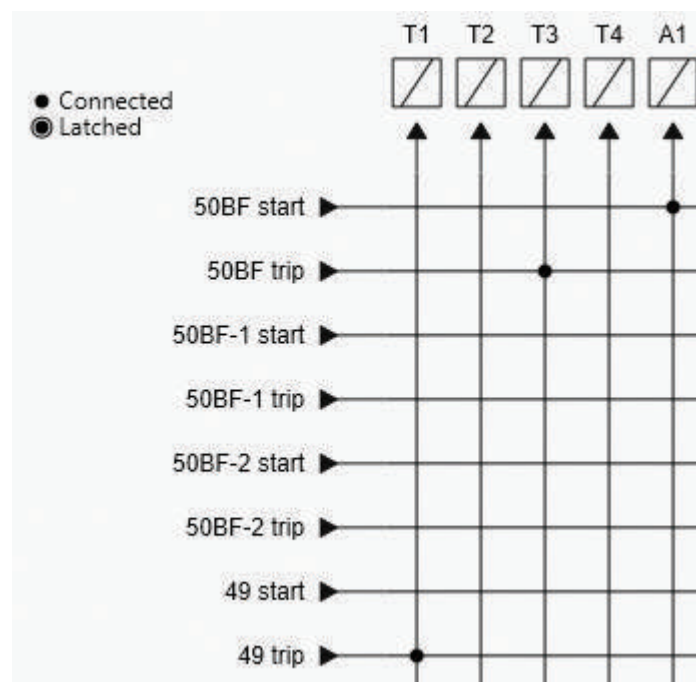 T1 T2 T3 T4 A1
Connected
Latched
50BF start
50BF trip
50BF-1 start
50BF-1 trip
50BF-2 start
50BF-2 trip
49 start
49 trip